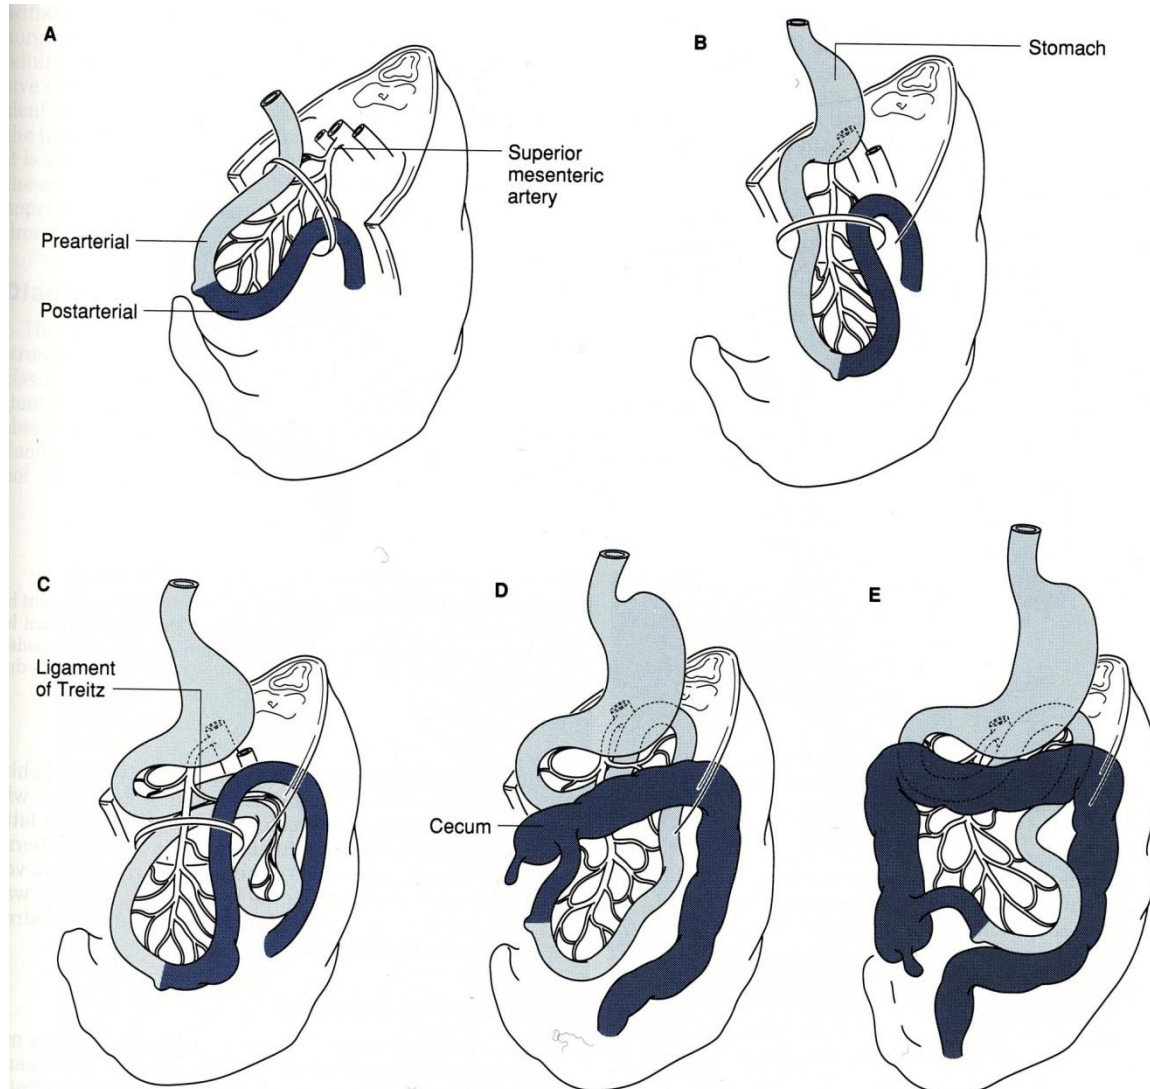 A
Superior
mesenteric
artery
Prearterial
Postarterial
B
Stomach
C
Ligament
of Treitz
D
Cecum
E